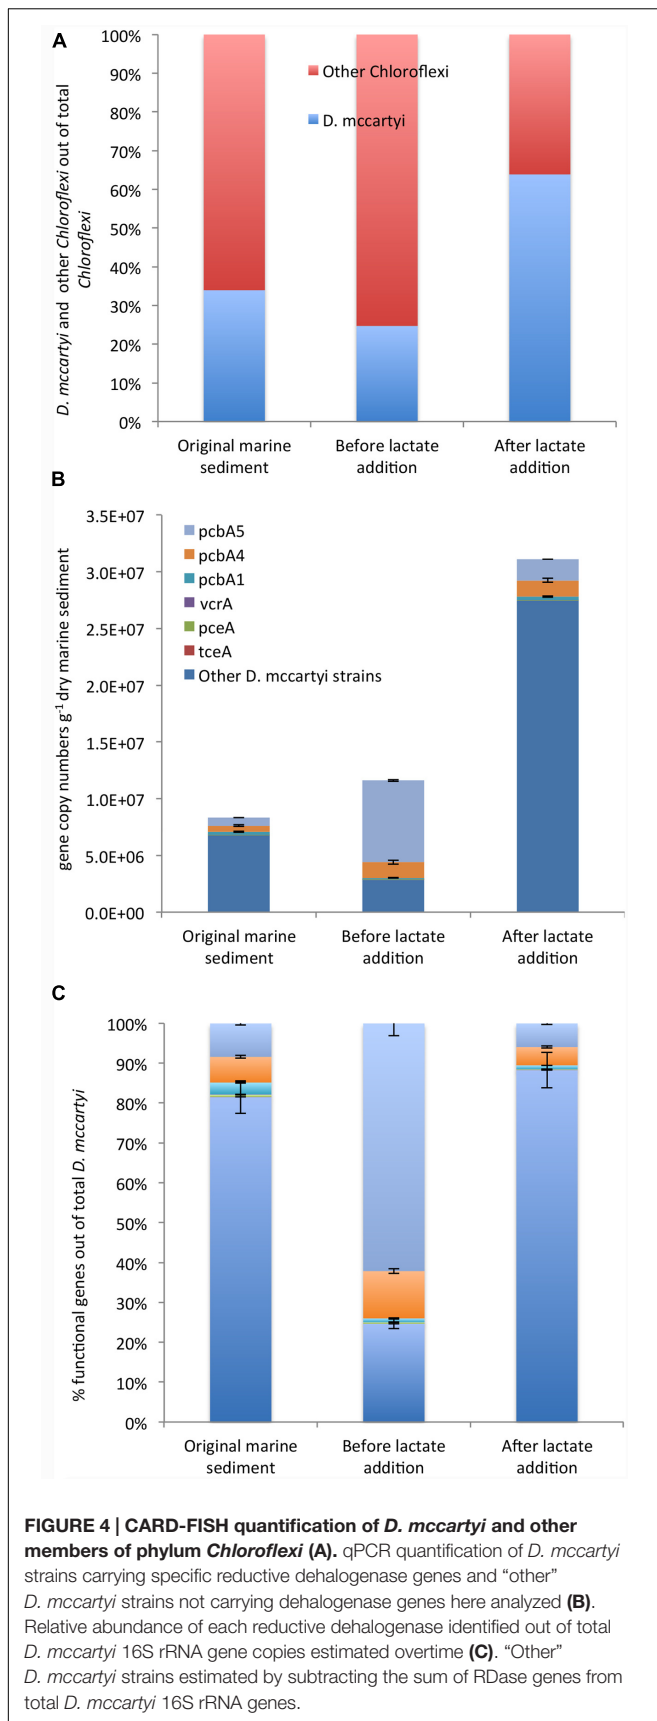 A
100%
90%
80%
70%
60%
50%
40%
30%
20%
10%
0%
D. mccartyi and other Chloroflexi out of total
Chloroflexi
Other Chloroflexi
D. mccartyi
Original marine
sediment
Before lactate
addition
After lactate
addition
B
3.5E+07
3.0E+07
2.5E+07
2.0E+07
1.5E+07
1.0E+07
5.0E+06
0.0E+00
gene copy numbers g-1 dry marine sediment
pcbA5
pcbA4
pcbA1
vcrA
pceA
tceA
Other D. mccartyi strains
Original marine
sediment
Before lactate
addition
After lactate
addition
C
100%
90%
80%
70%
60%
50%
40%
30%
20%
10%
0%
% functional genes out of total D. mccartyi
Original marine
sediment
Before lactate
addition
After lactate
addition
FIGURE 4 | CARD-FISH quantification of D. mccartyi and other
members of phylum Chloroflexi (A). qPCR quantification of D. mccartyi
strains carrying specific reductive dehalogenase genes and “other”
D. mccartyi strains not carrying dehalogenase genes here analyzed (B).
Relative abundance of each reductive dehalogenase identified out of total
D. mccartyi 16S rRNA gene copies estimated overtime (C). “Other”
D. mccartyi strains estimated by subtracting the sum of RDase genes from
total D. mccartyi 16S rRNA genes.